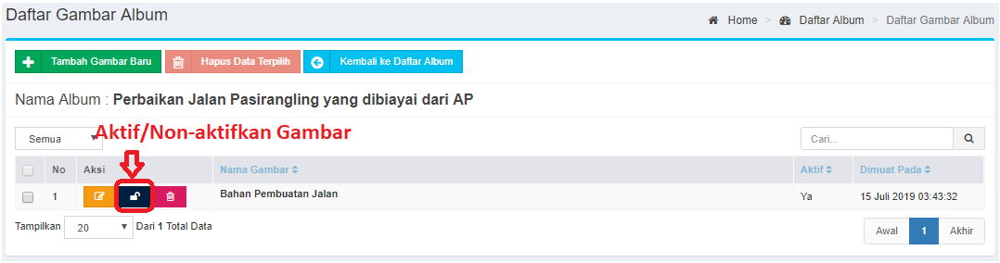 Daftar Gambar Album
Home > Daftar Album > Daftar Gambar Album
Tambah Gambar Baru Hapus Data Terpilih Kembali ke Daftar Album
Nama Album : Perbaikan Jalan Pasirangling yang dibiayai dari AP
Semua Aktif/Non-aktifkan Gambar Cari...
No Aksi Nama Gambar Aktif Dimuat Pada
1 Bahan Pembuatan Jalan Ya 15 Juli 2019 03:43:32
Tampilkan 20 Dari 1 Total Data Awal 1 Akhir